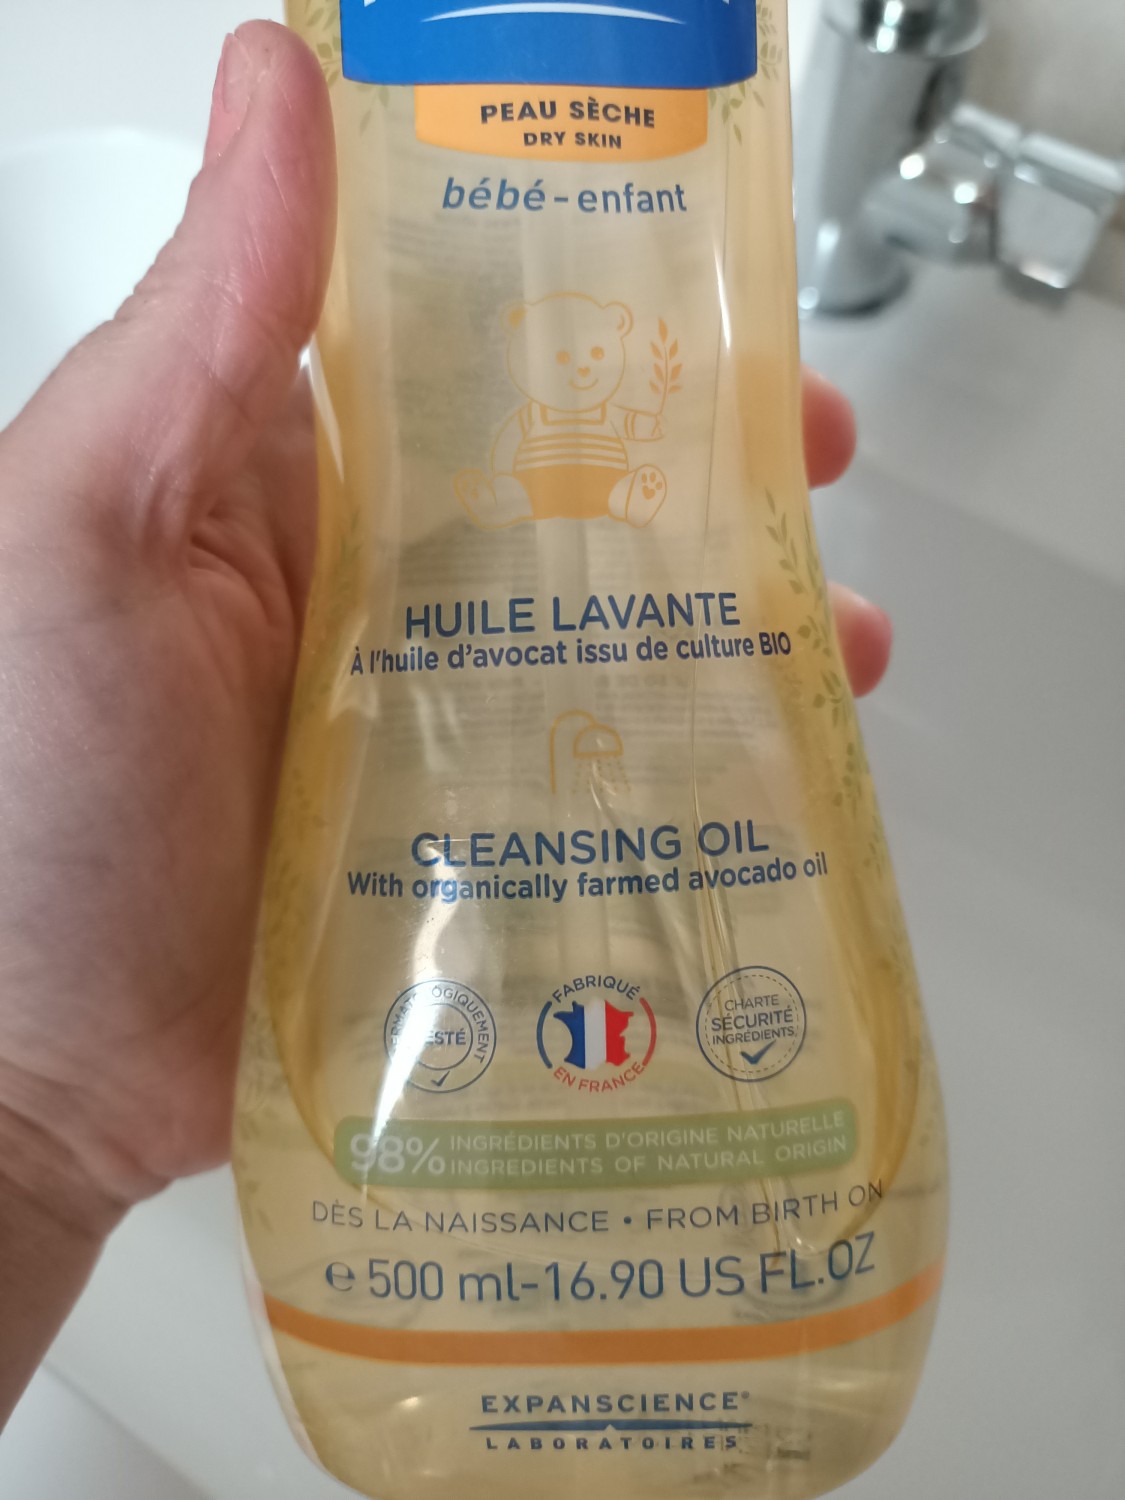 PEAU SÈCHE
DRY SKIN
bébé-enfant
HUILE LAVANTE
À l'huile d'avocat issu de culture BIO
CLEANSING OIL
With organically farmed avocado oil
FABRIQUÉ
EN FRANCE
CHARTE
SÉCURITÉ
INGRÉDIENTS
98% INGRÉDIENTS D'ORIGINE NATURELLE
INGREDIENTS OF NATURAL ORIGIN
DÈS LA NAISSANCE • FROM BIRTH ON
℮ 500 ml-16.90 US FL.OZ
EXPANSCIENCE®
LABORATOIRES